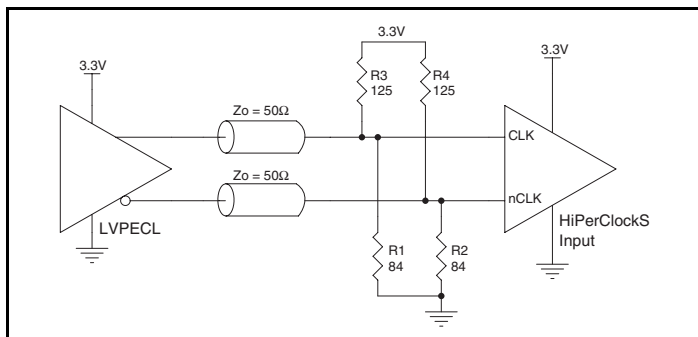 3.3V
3.3V
3.3V
R3
125
R4
125
Zo = 50Ω
CLK
Zo = 50Ω
nCLK
LVPECL
HiPerClockS
Input
R1
84
R2
84